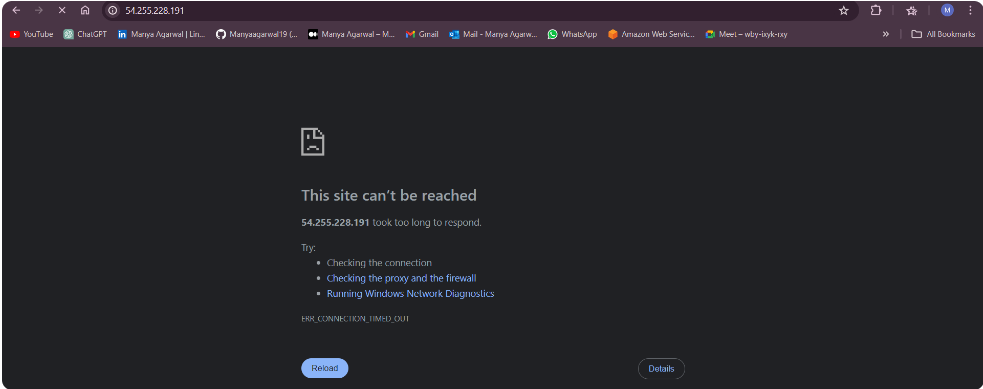 54.255.228.191
YouTube ChatGPT Manya Agarwal | Lin... Manyaagarwal19 (... Manya Agarwal – M... Gmail Mail - Manya Agarw... WhatsApp Amazon Web Servic... Meet – wby-ixyk-rxy » All Bookmarks
This site can't be reached
54.255.228.191 took too long to respond.
Try:
• Checking the connection
• Checking the proxy and the firewall
• Running Windows Network Diagnostics
ERR_CONNECTION_TIMED_OUT
Reload Details